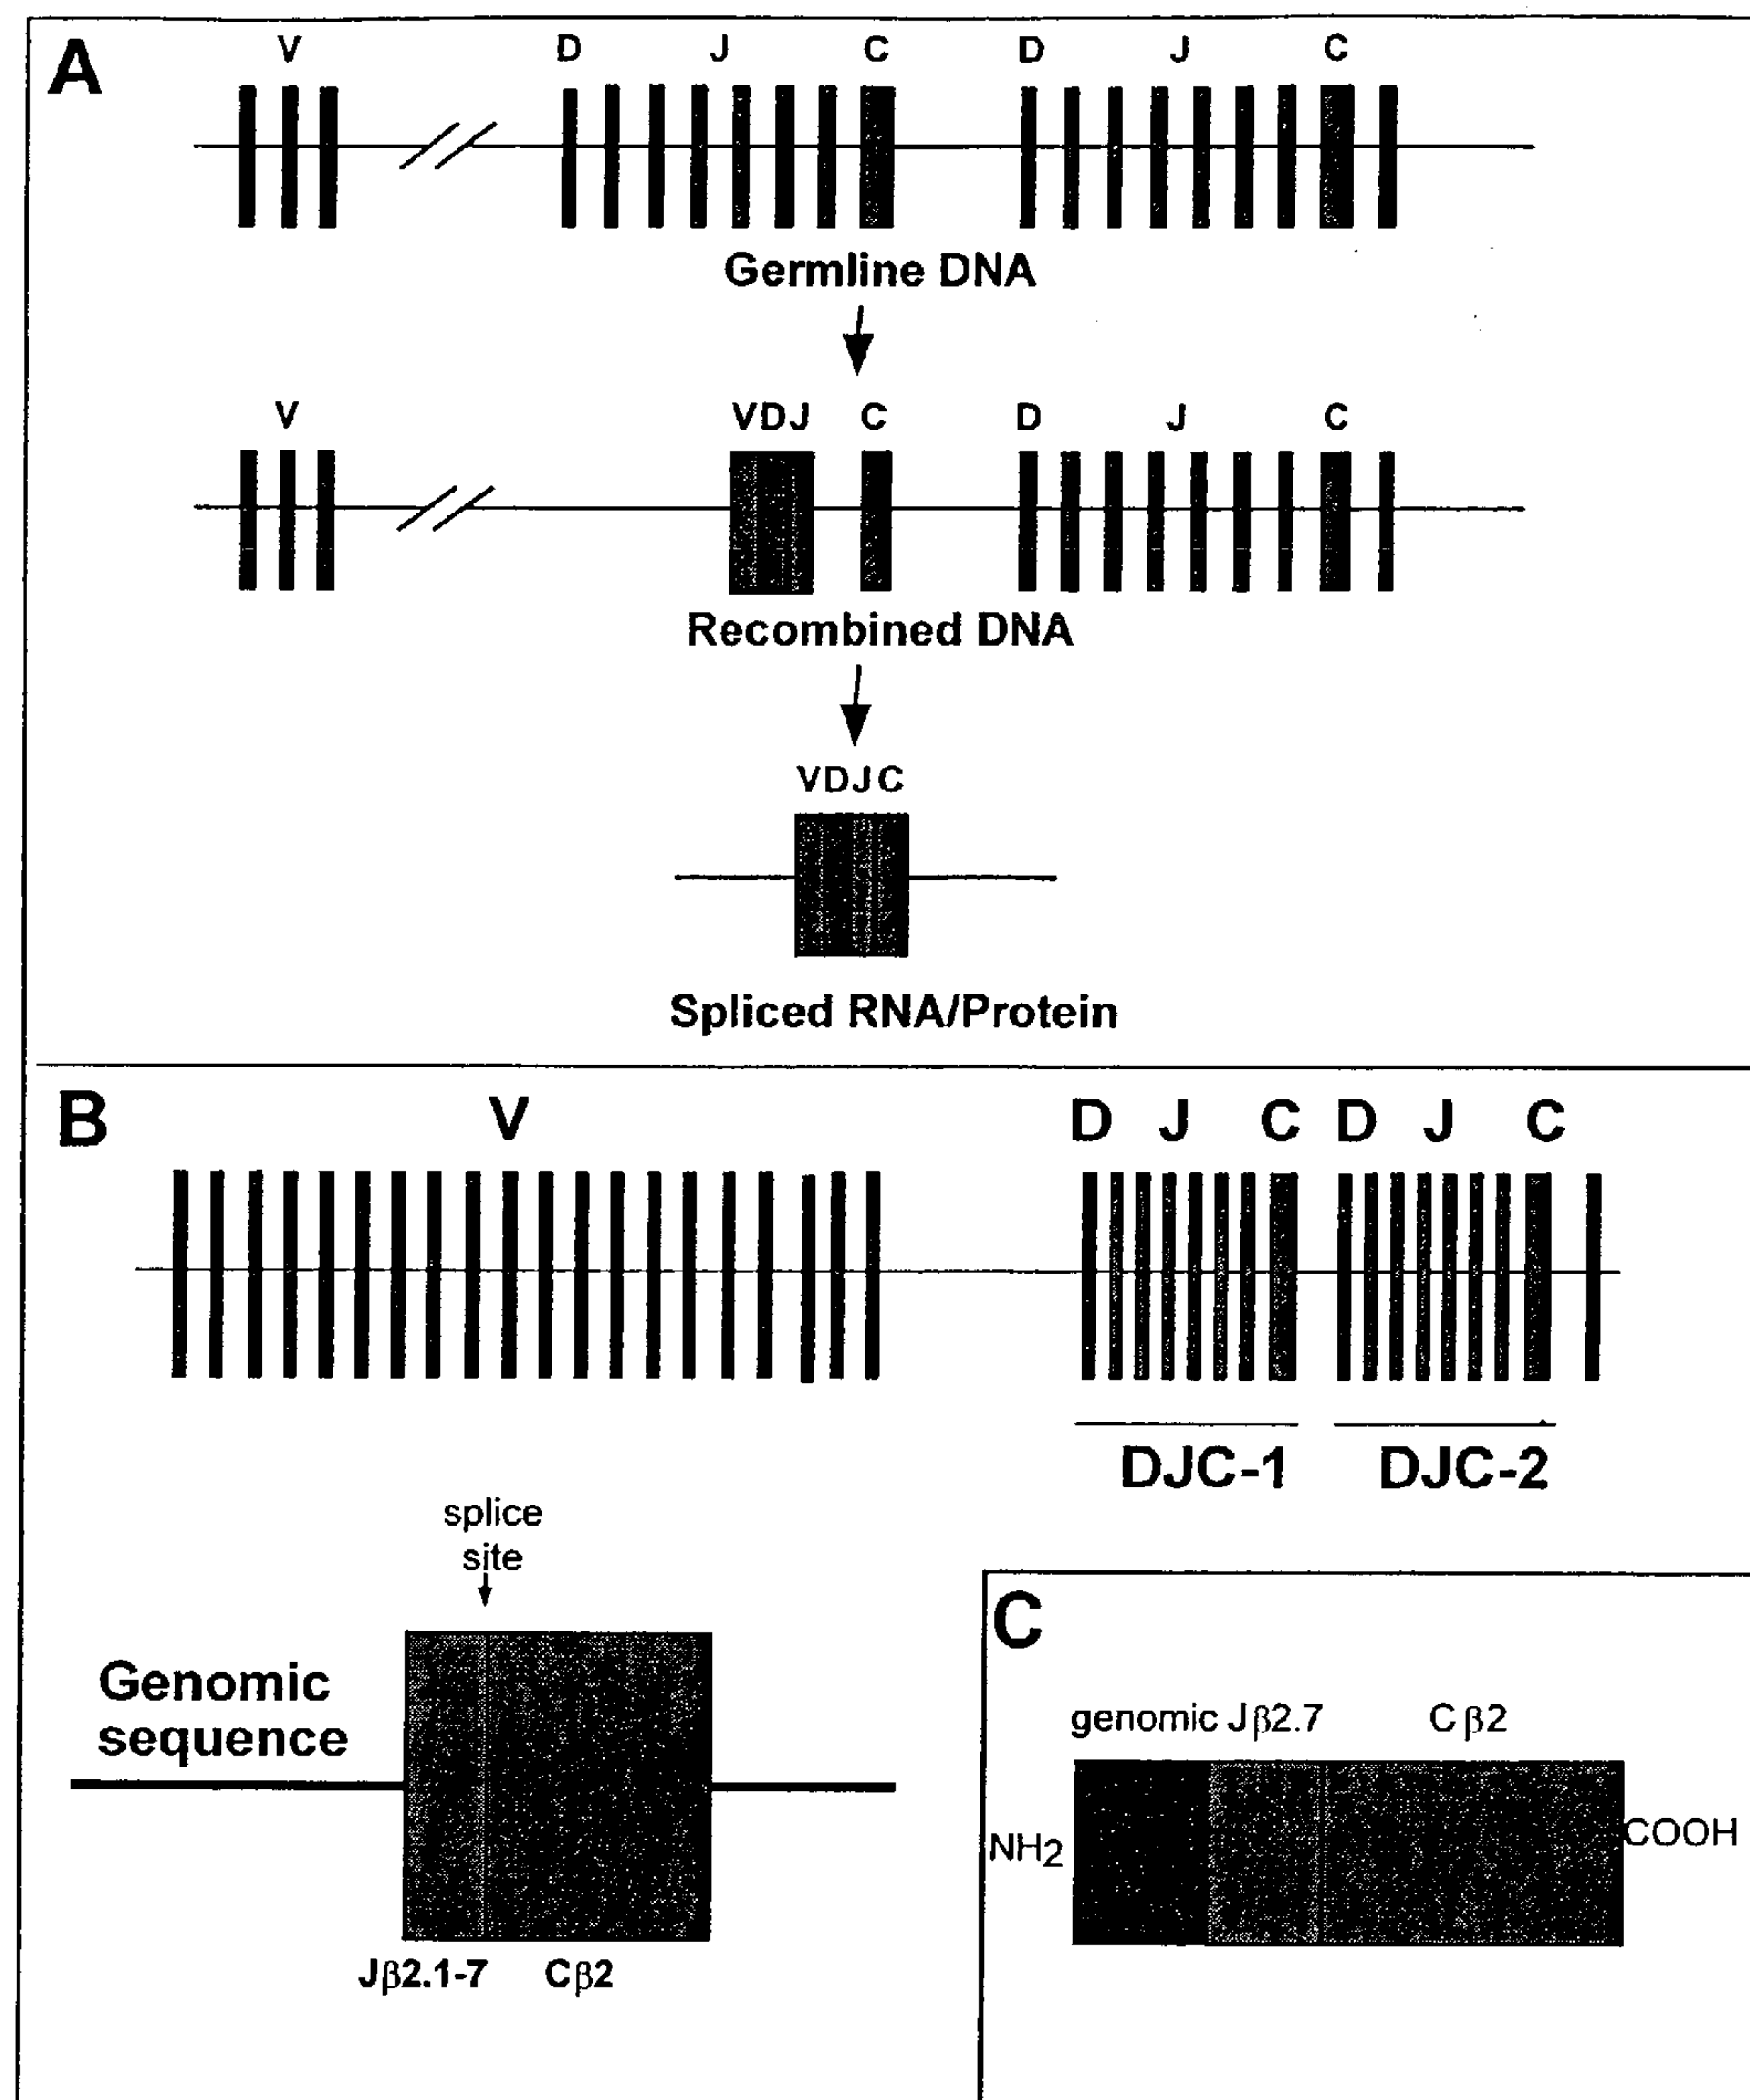 A
V D J C D J C
Germline DNA
V VDJ C D J C
Recombined DNA
VDJC
Spliced RNA/Protein
B
V D J C D J C
DJC-1 DJC-2
splice
site
Genomic
sequence
Jβ2.1-7 Cβ2
C
genomic Jβ2.7 Cβ2
NH2 COOH